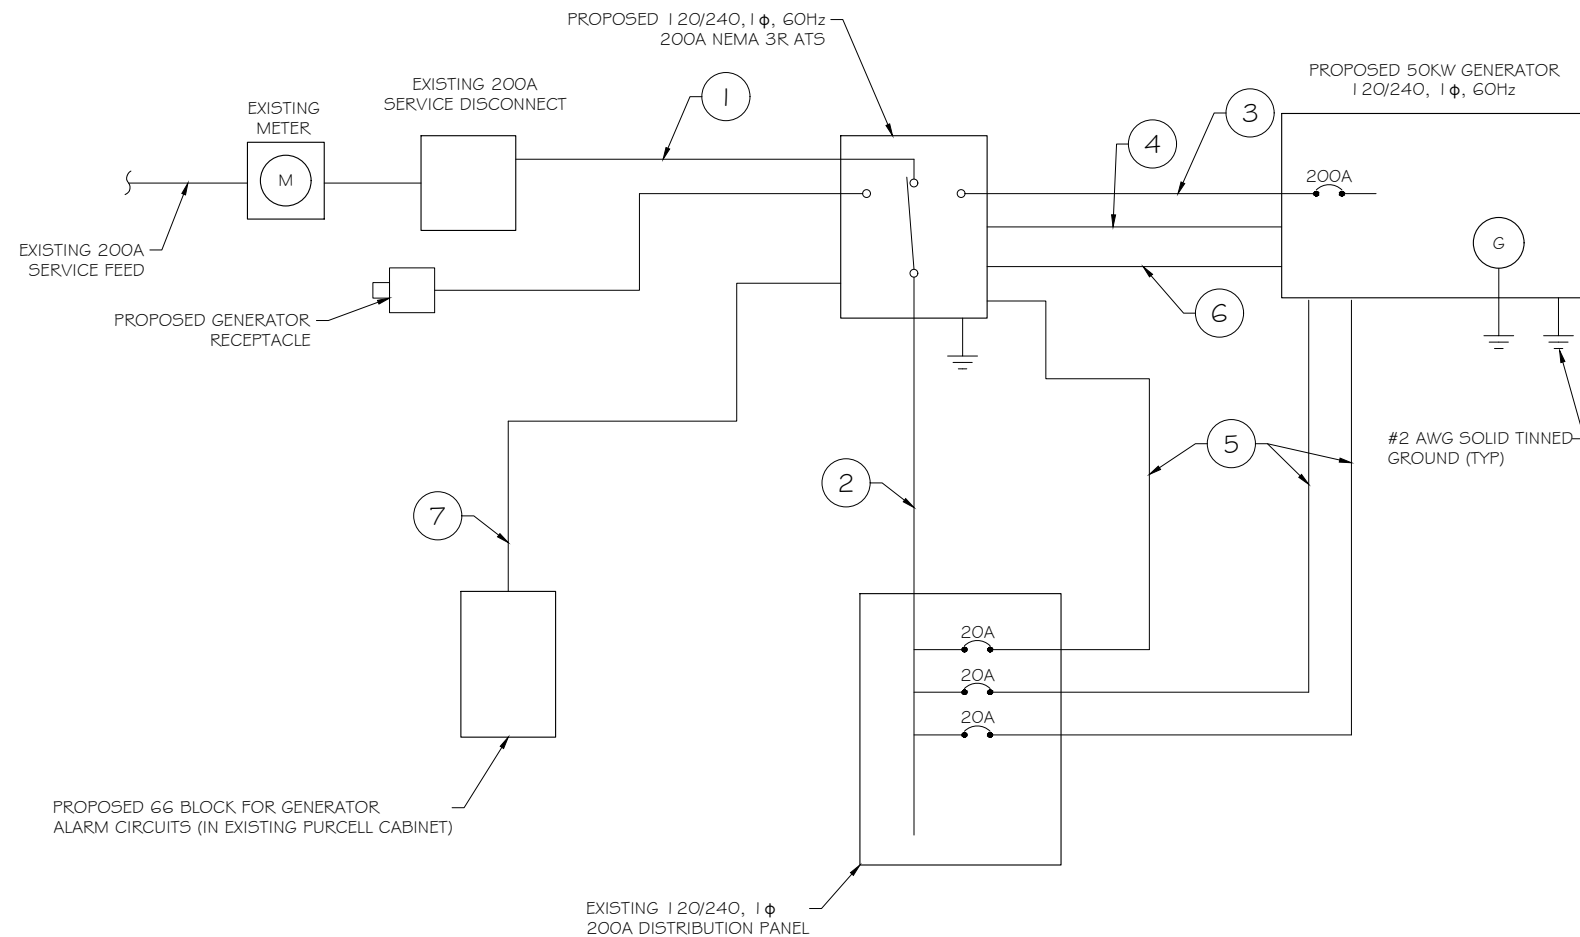 PROPOSED 120/240, 1ϕ, 60Hz
200A NEMA 3R ATS
PROPOSED 50KW GENERATOR
120/240, 1ϕ, 60Hz
EXISTING 200A
SERVICE DISCONNECT
1
EXISTING
METER
3
4
M
200A
G
EXISTING 200A
SERVICE FEED
6
PROPOSED GENERATOR
RECEPTACLE
#2 AWG SOLID TINNED
GROUND (TYP)
5
2
7
20A
20A
20A
PROPOSED 66 BLOCK FOR GENERATOR
ALARM CIRCUITS (IN EXISTING PURCELL CABINET)
EXISTING 120/240, 1ϕ
200A DISTRIBUTION PANEL